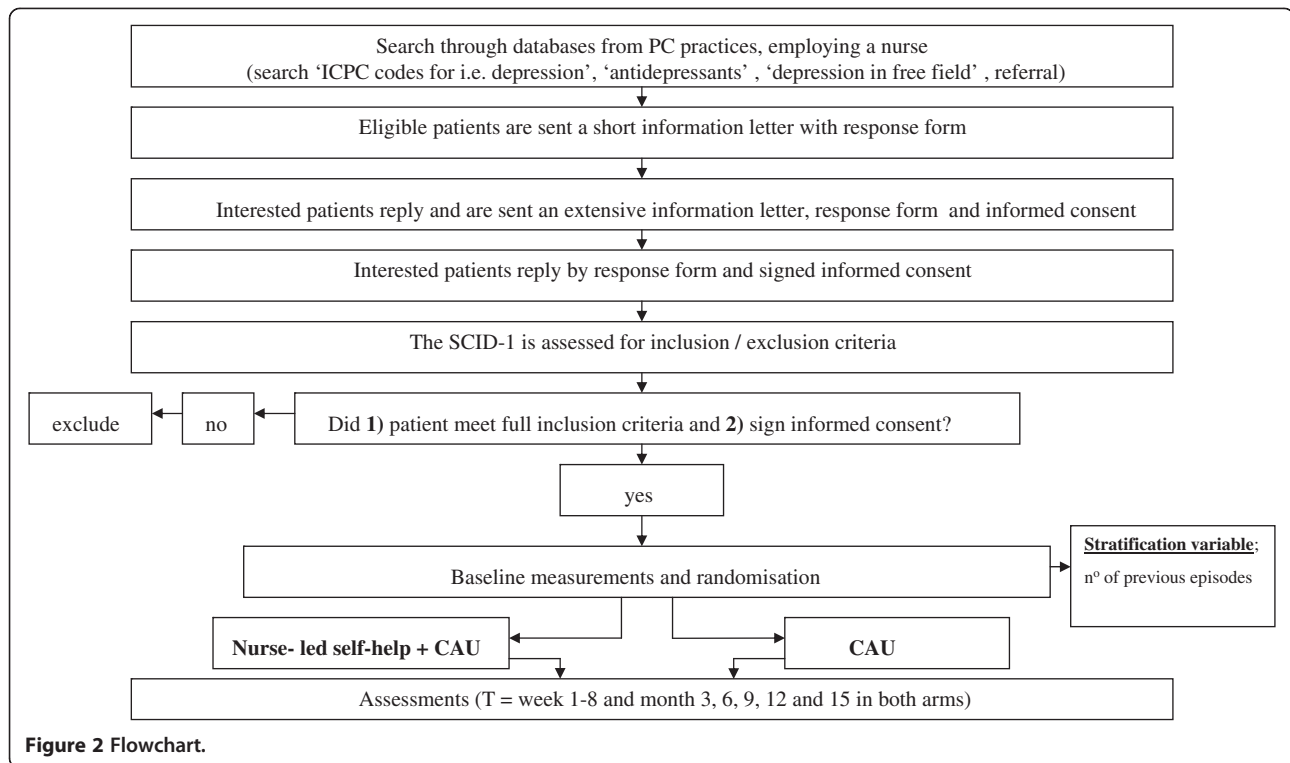 Search through databases from PC practices, employing a nurse
(search ‘ICPC codes for i.e. depression’, ‘antidepressants’ , ‘depression in free field’ , referral)
Eligible patients are sent a short information letter with response form
Interested patients reply and are sent an extensive information letter, response form and informed consent
Interested patients reply by response form and signed informed consent
The SCID-1 is assessed for inclusion / exclusion criteria
exclude
no
Did 1) patient meet full inclusion criteria and 2) sign informed consent?
yes
Baseline measurements and randomisation
Stratification variable;
nº of previous episodes
Nurse- led self-help + CAU
CAU
Assessments (T = week 1-8 and month 3, 6, 9, 12 and 15 in both arms)
Figure 2 Flowchart.